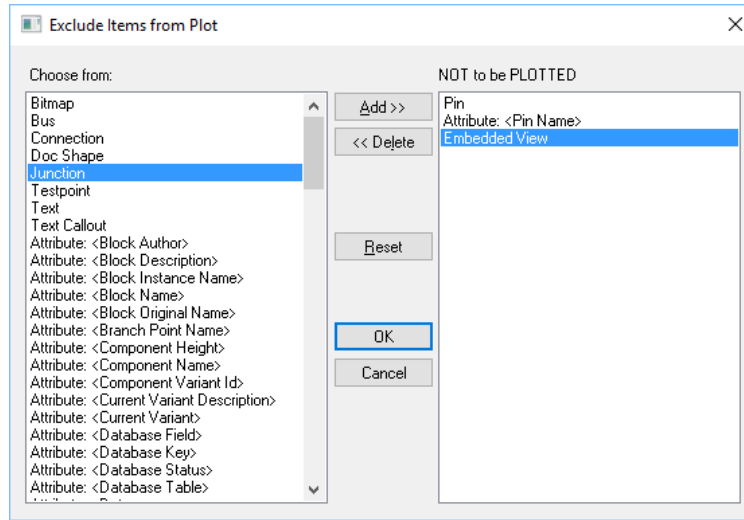 Exclude Items from Plot
Choose from:
Bitmap
Bus
Connection
Doc Shape
Junction
Testpoint
Text
Text Callout
Attribute: <Block Author>
Attribute: <Block Description>
Attribute: <Block Instance Name>
Attribute: <Block Name>
Attribute: <Block Original Name>
Attribute: <Branch Point Name>
Attribute: <Component Height>
Attribute: <Component Name>
Attribute: <Component Variant Id>
Attribute: <Current Variant Description>
Attribute: <Current Variant>
Attribute: <Database Field>
Attribute: <Database Key>
Attribute: <Database Status>
Attribute: <Database Table>
Add >>
<< Delete
Reset
OK
Cancel
NOT to be PLOTTED
Pin
Attribute: <Pin Name>
Embedded View